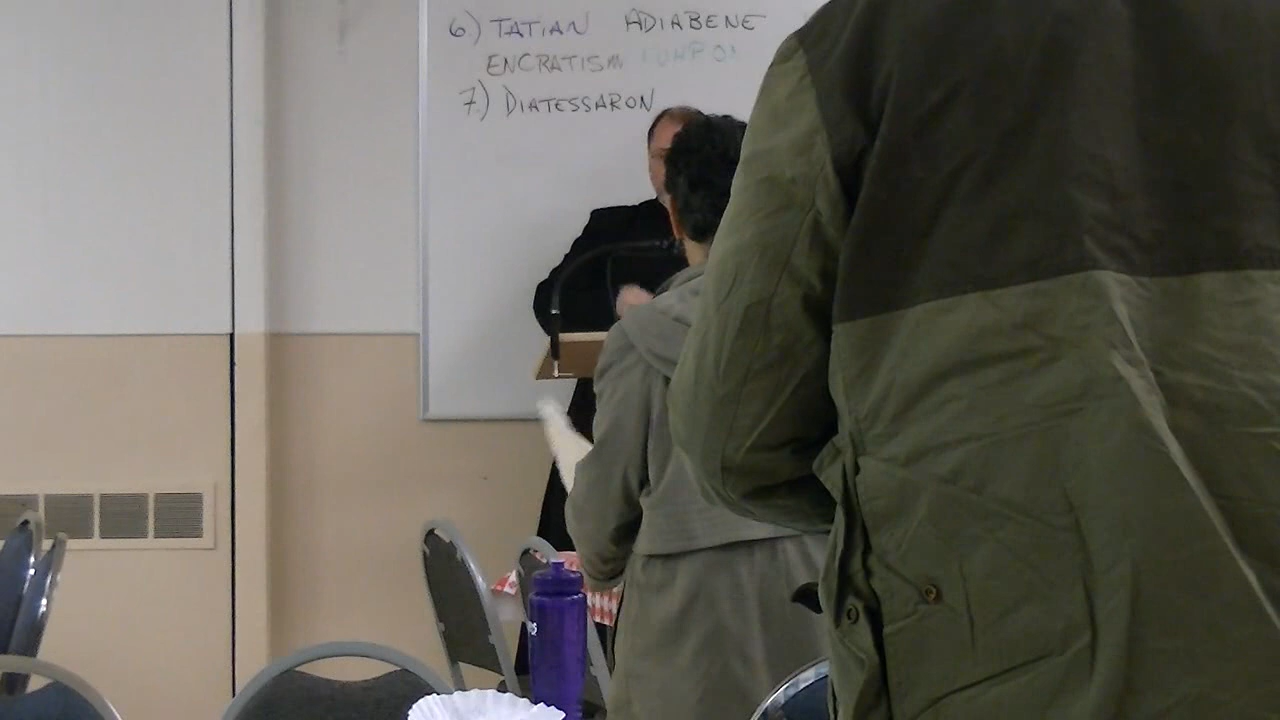 6.) TATIAN ADIABENE
ENCRATISM
7.) DIATESSARON